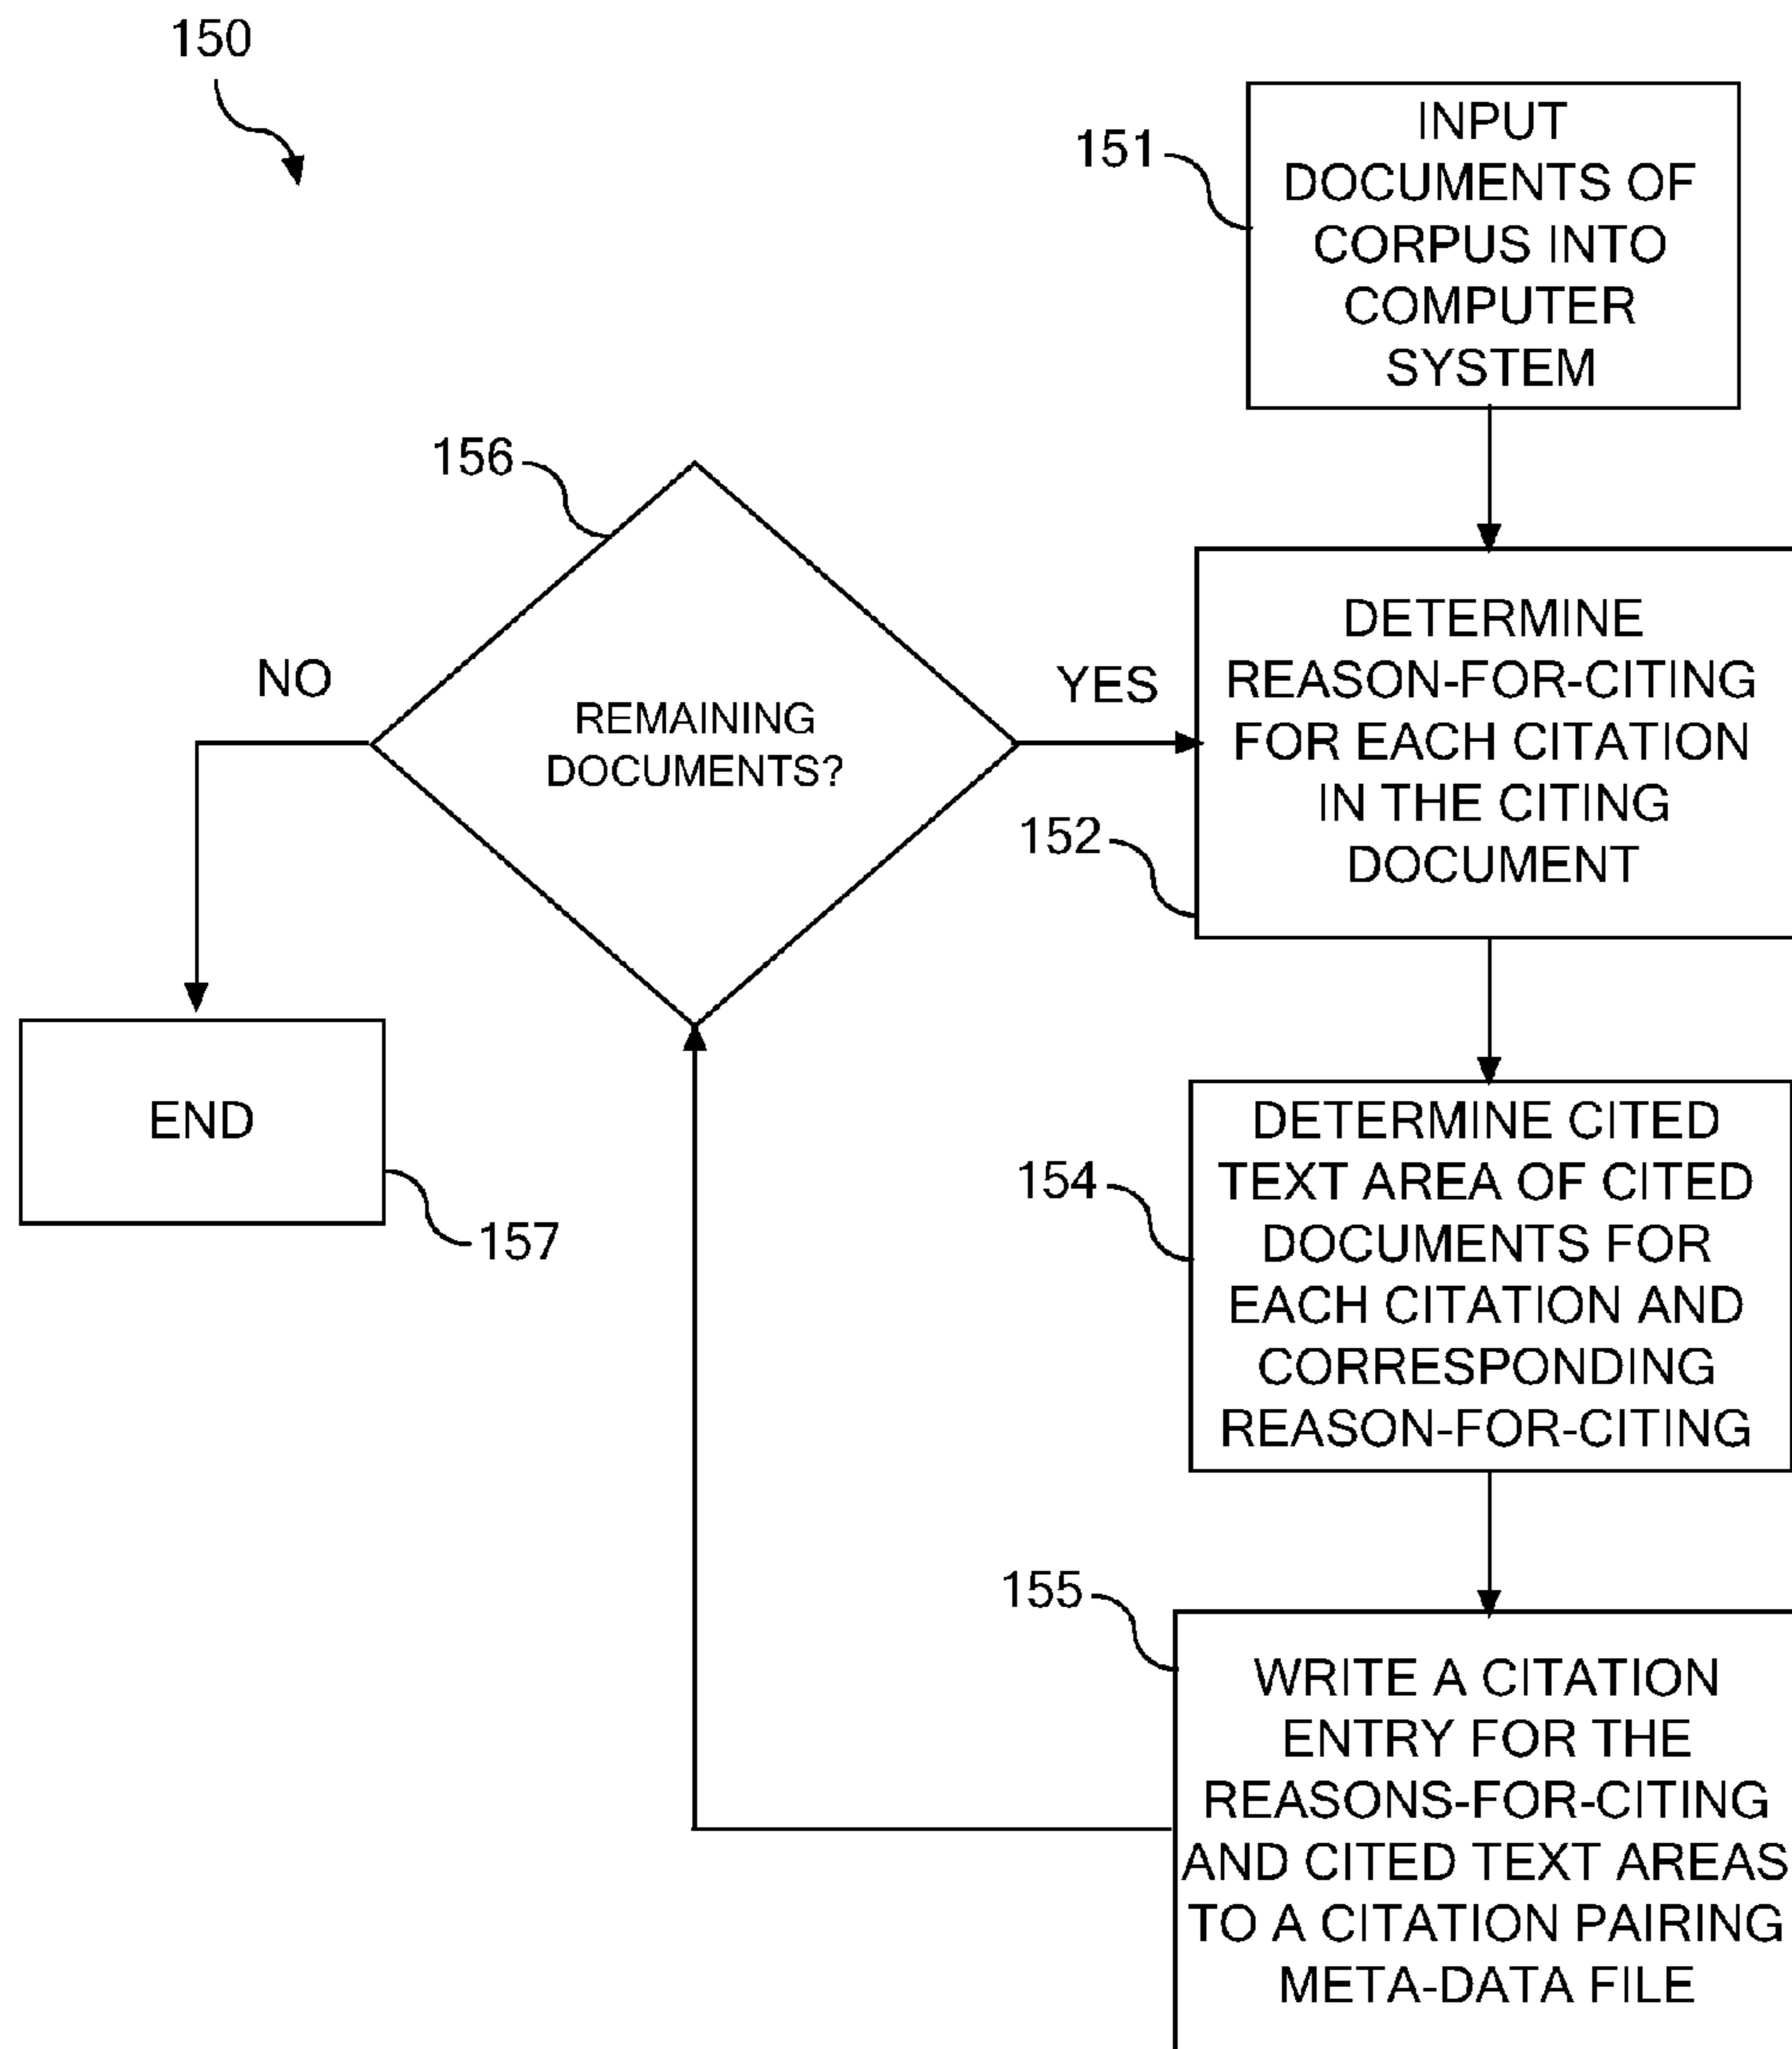 150
151
INPUT
DOCUMENTS OF
CORPUS INTO
COMPUTER
SYSTEM
156
REMAINING
DOCUMENTS?
NO
YES
152
DETERMINE
REASON-FOR-CITING
FOR EACH CITATION
IN THE CITING
DOCUMENT
END
157
154
DETERMINE CITED
TEXT AREA OF CITED
DOCUMENTS FOR
EACH CITATION AND
CORRESPONDING
REASON-FOR-CITING
155
WRITE A CITATION
ENTRY FOR THE
REASONS-FOR-CITING
AND CITED TEXT AREAS
TO A CITATION PAIRING
META-DATA FILE